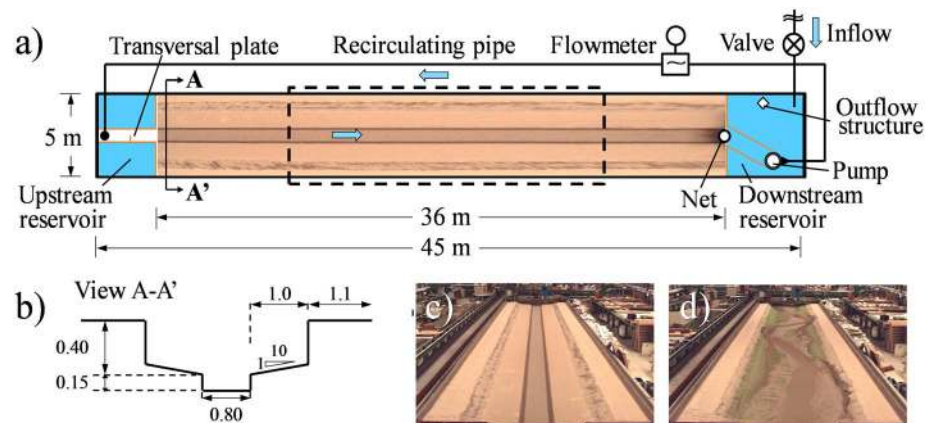 a)
Transversal plate
Recirculating pipe
Flowmeter
Valve
Inflow
A
5 m
A'
Outflow
structure
Pump
Upstream
reservoir
Net
Downstream
reservoir
36 m
45 m
b)
View A-A'
1.0
1.1
0.40
0.15
1
10
0.80
c)
d)